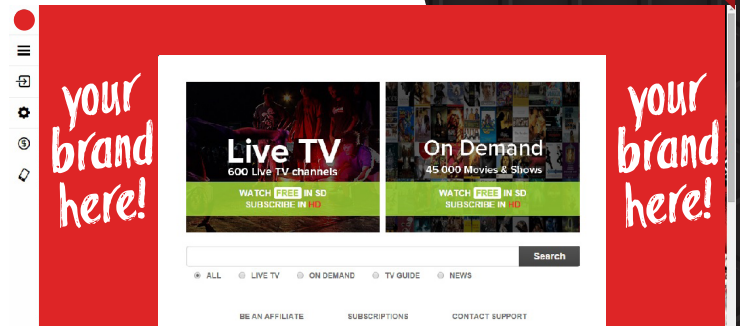 your
brand
here!
Live TV
600 Live TV channels
WATCH FREE IN SD
SUBSCRIBE IN HD
On Demand
45 000 Movies & Shows
WATCH FREE IN SD
SUBSCRIBE IN HD
Search
ALL LIVE TV ON DEMAND TV GUIDE NEWS
BE AN AFFILIATE SUBSCRIPTIONS CONTACT SUPPORT
your
brand
here!